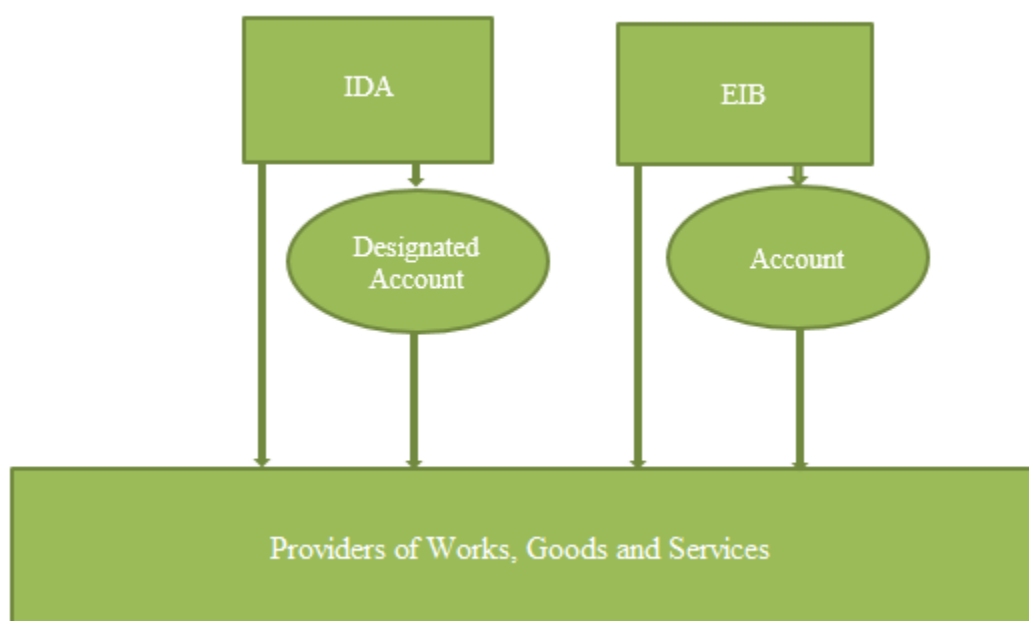 IDA
EIB
Designated
Account
Account
Providers of Works, Goods and Services